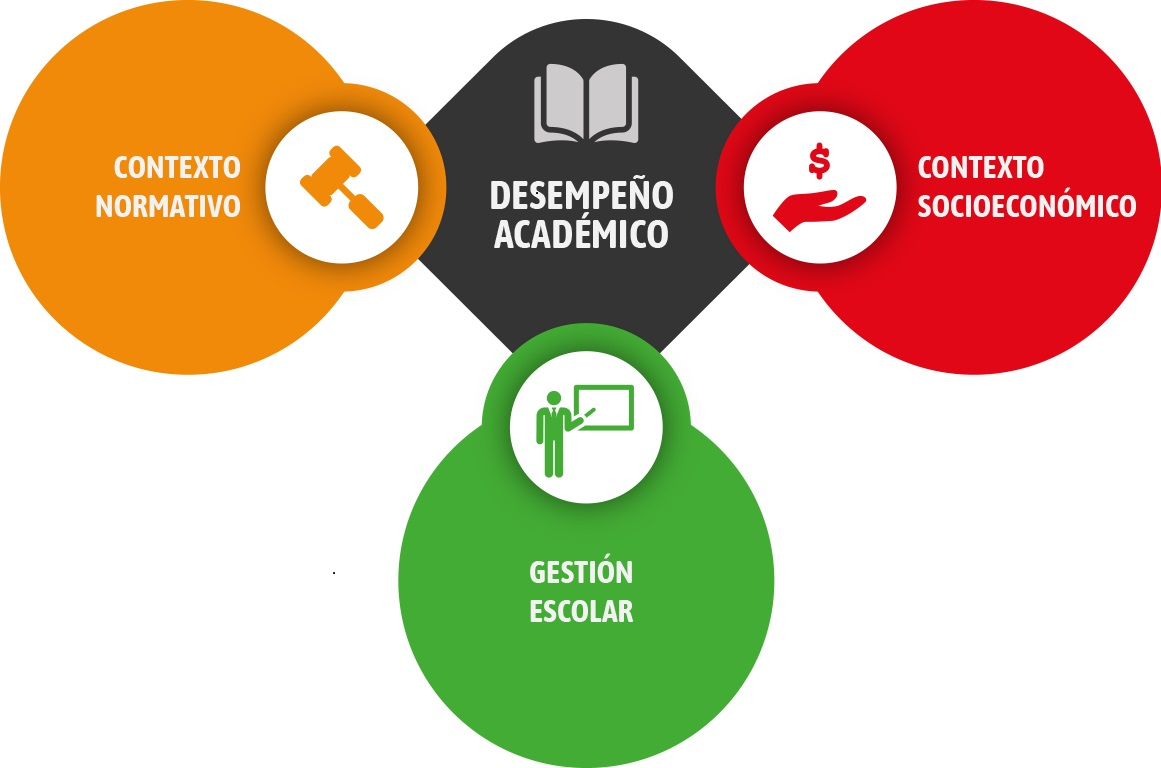 CONTEXTO
NORMATIVO
DESEMPEÑO
ACADÉMICO
$
CONTEXTO
SOCIOECONÓMICO
GESTIÓN
ESCOLAR